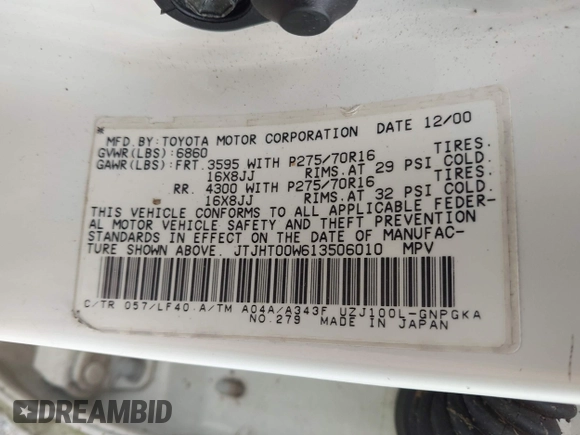 MFD.BY:TOYOTA MOTOR CORPORATION DATE 12/00
GVWR(LBS):6860
GAWR(LBS):FRT. 3595 WITH P275/70R16 TIRES.
16X8JJ RIMS.AT 29 PSI COLD.
RR. 4300 WITH P275/70R16 TIRES.
16X8JJ RIMS.AT 32 PSI COLD.
THIS VEHICLE CONFORMS TO ALL APPLICABLE FEDER-
AL MOTOR VEHICLE SAFETY AND THEFT PREVENTION
STANDARDS IN EFFECT ON THE DATE OF MANUFAC-
TURE SHOWN ABOVE. JTJHT00W613506010 MPV
C/TR 057/LF40 A/TM A04A/A343F UZJ100L-GNPGKA
NO.279 MADE IN JAPAN
DREAMBID